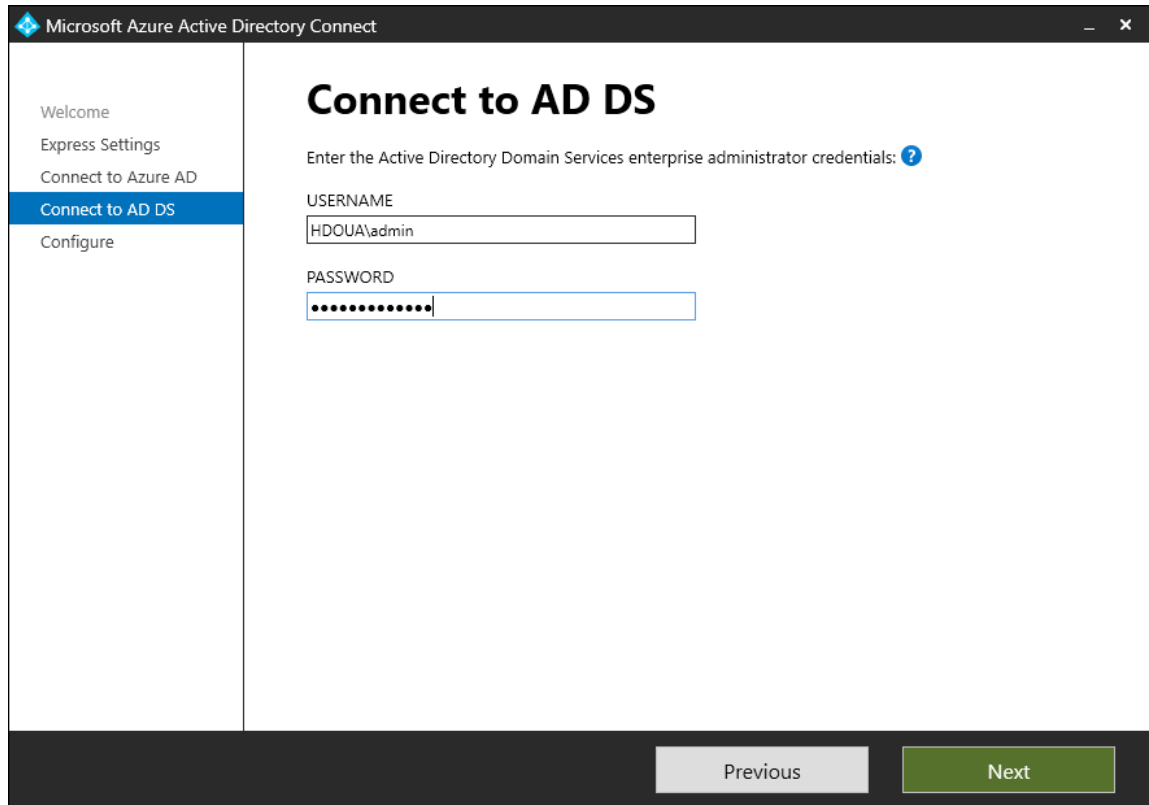 Microsoft Azure Active Directory Connect
Welcome
Express Settings
Connect to Azure AD
Connect to AD DS
Configure
Connect to AD DS
Enter the Active Directory Domain Services enterprise administrator credentials: ?
USERNAME
HDOUA\admin
PASSWORD
•••••••••••••
Previous
Next